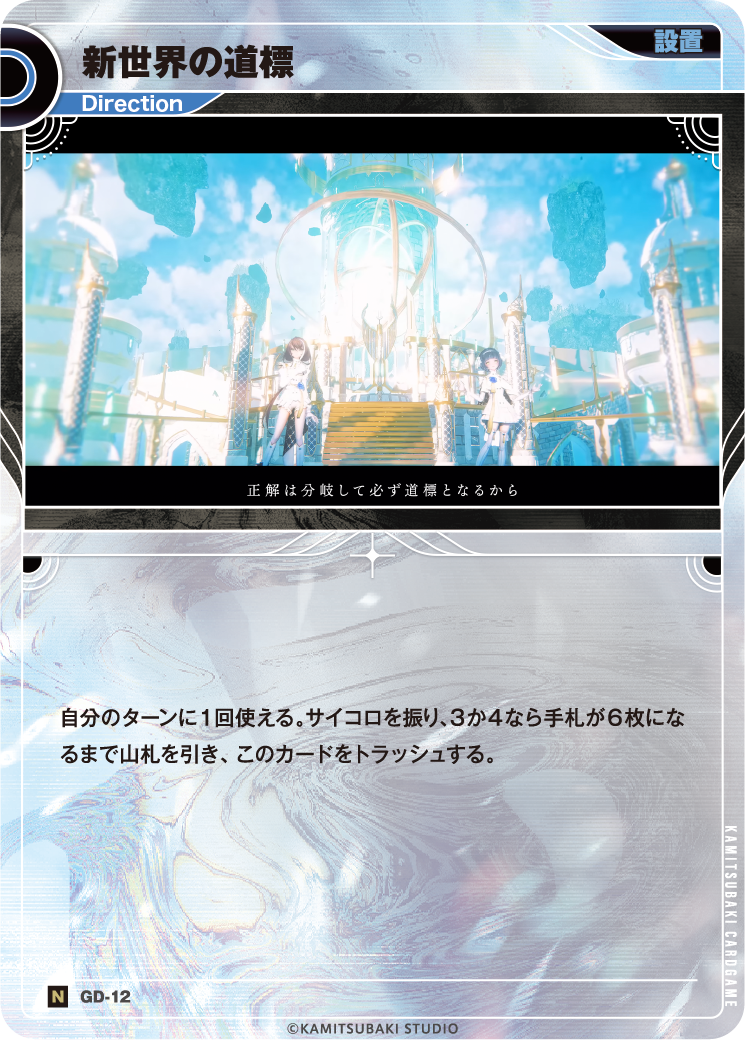 新世界の道標
設置
Direction
正解は分岐して必ず道標となるから
自分のターンに1回使える。サイコロを振り、3か4なら手札が6枚にな
るまで山札を引き、このカードをトラッシュする。
KAMITSUBAKI CARDGAME
N GD-12
©KAMITSUBAKI STUDIO